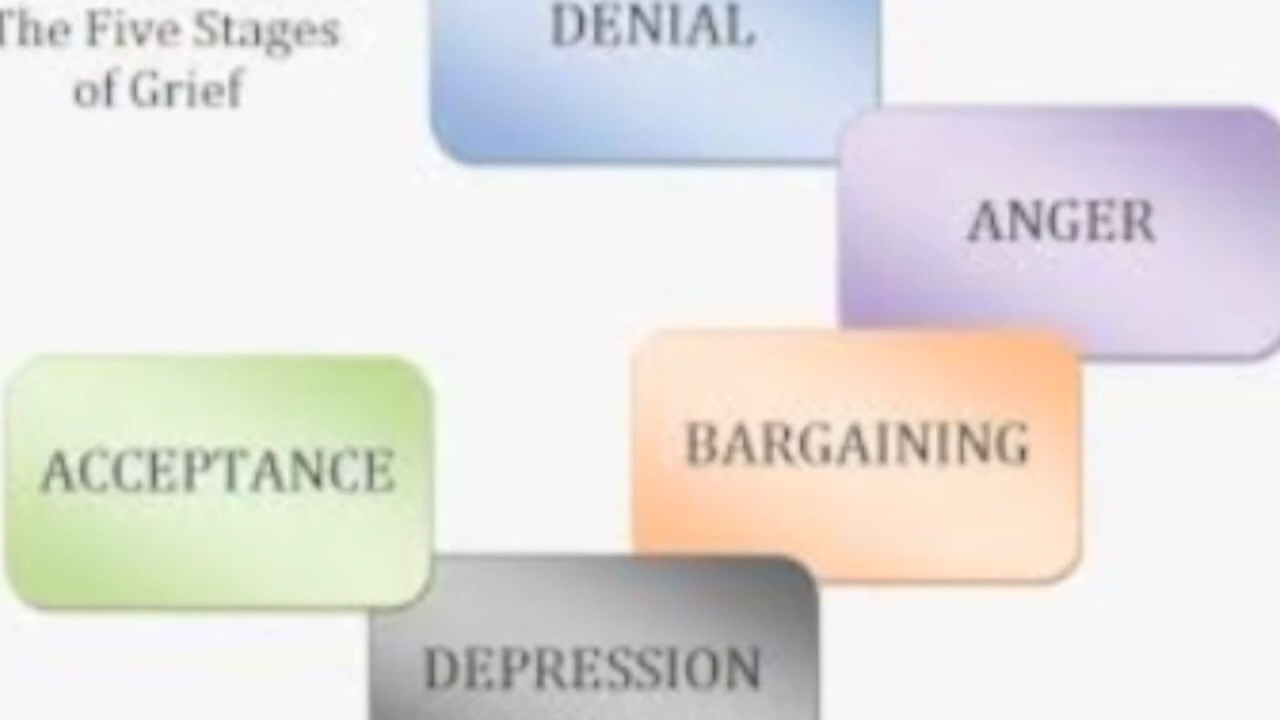 The Five Stages
of Grief
DENIAL
ANGER
BARGAINING
ACCEPTANCE
DEPRESSION